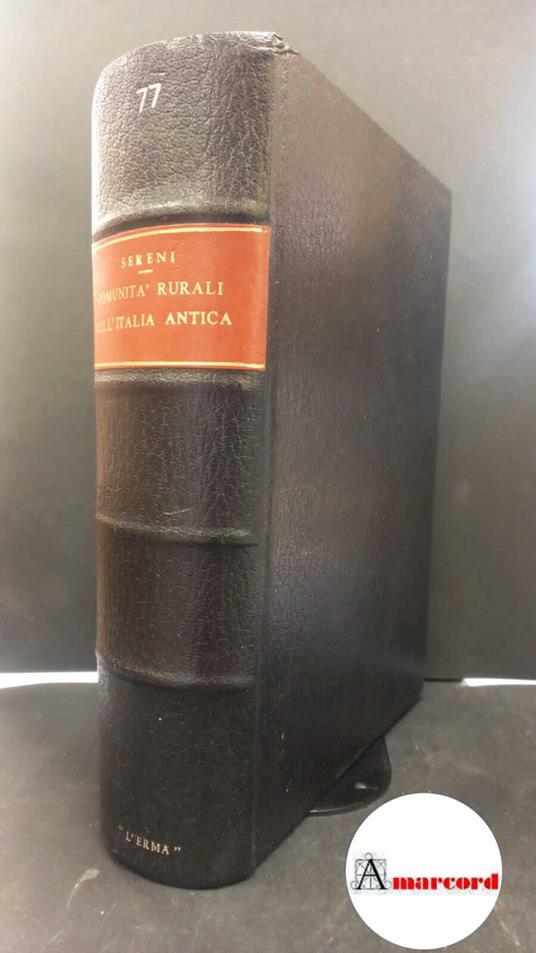 77
SERENI
COMUNITA' RURALI
NELL'ITALIA ANTICA
"L'ERMA"
Amarcord